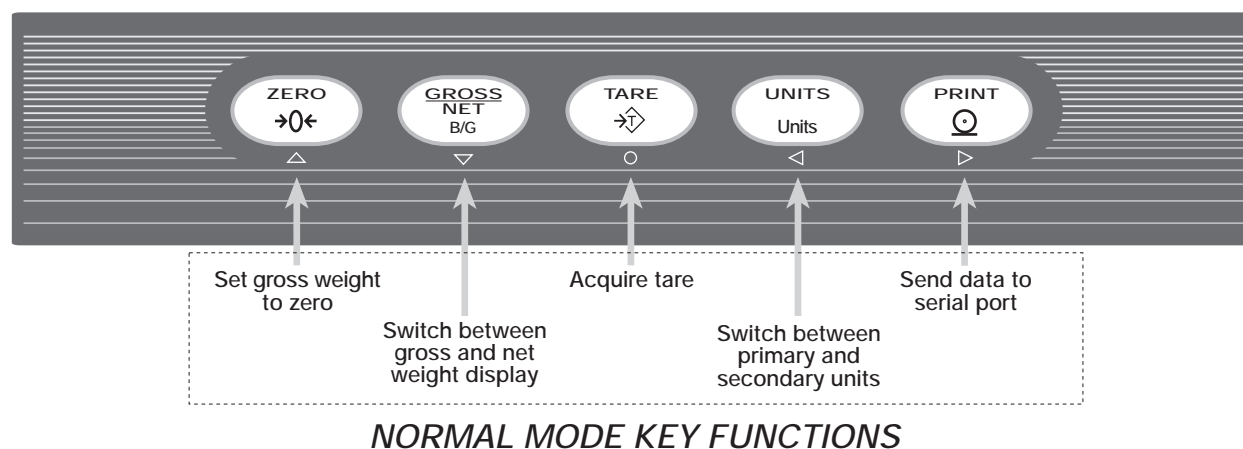 ZERO
→0←
GROSS
NET
B/G
TARE
→T
UNITS
Units
PRINT
Set gross weight
to zero
Switch between
gross and net
weight display
Acquire tare
Switch between
primary and
secondary units
Send data to
serial port
NORMAL MODE KEY FUNCTIONS